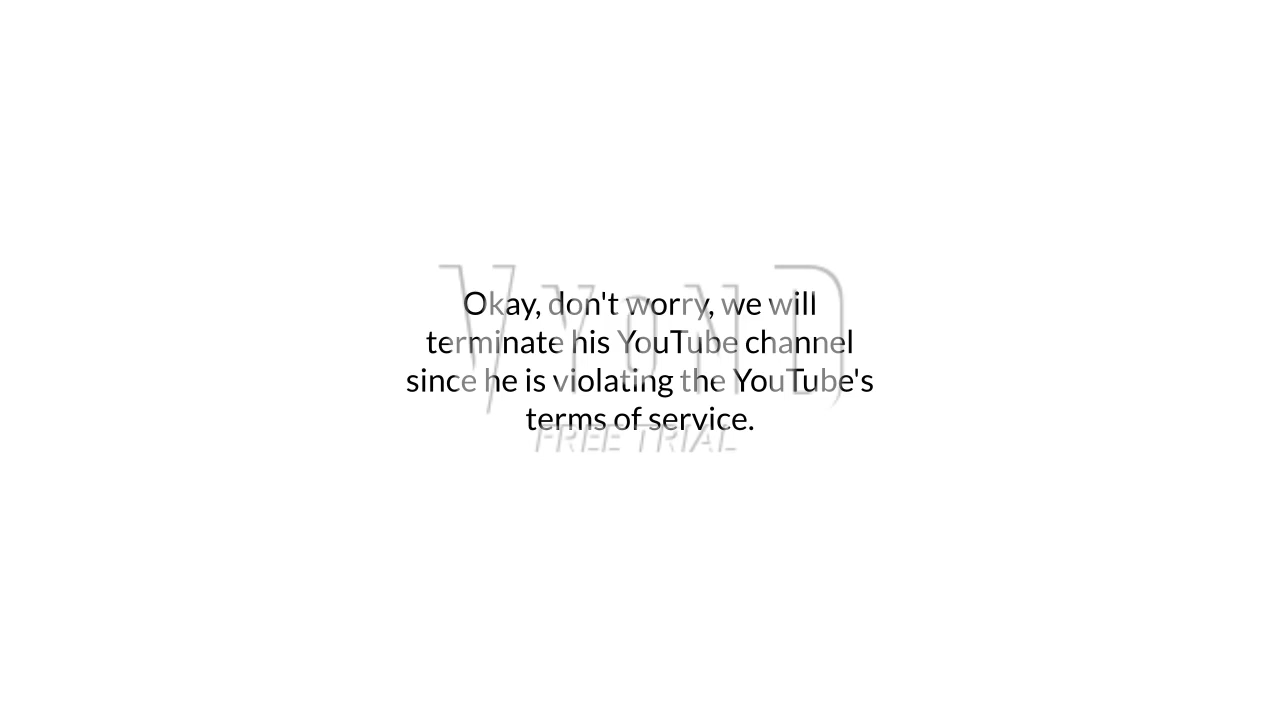 Okay, don't worry, we will
terminate his YouTube channel
since he is violating the YouTube's
terms of service.
VYOND
FREE TRIAL